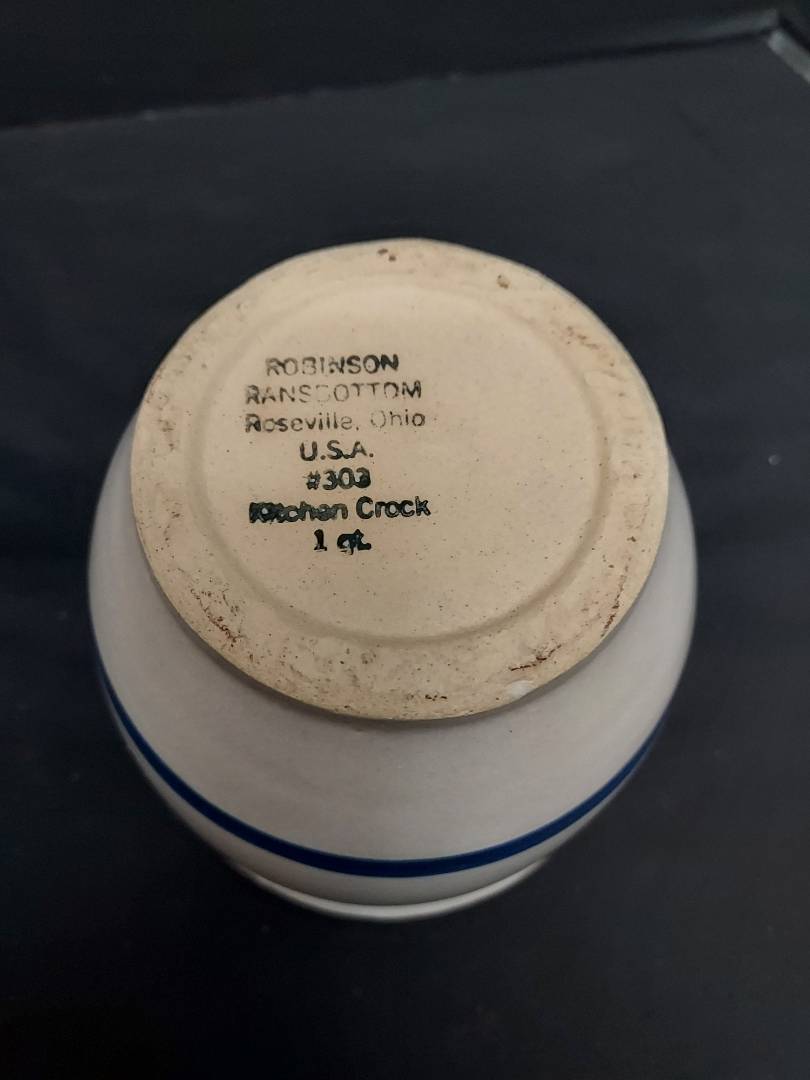 ROBINSON
RANSBOTTOM
Roseville, Ohio
U.S.A.
#303
Kitchen Crock
1 qt.